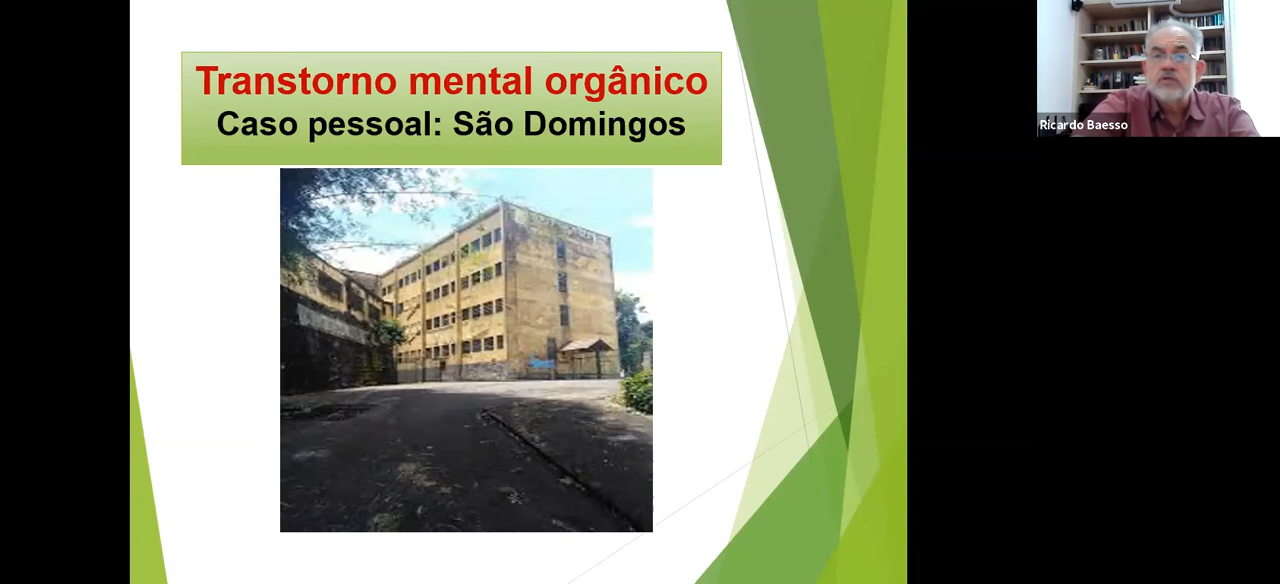 Transtorno mental orgânico
Caso pessoal: São Domingos
Ricardo Baesso